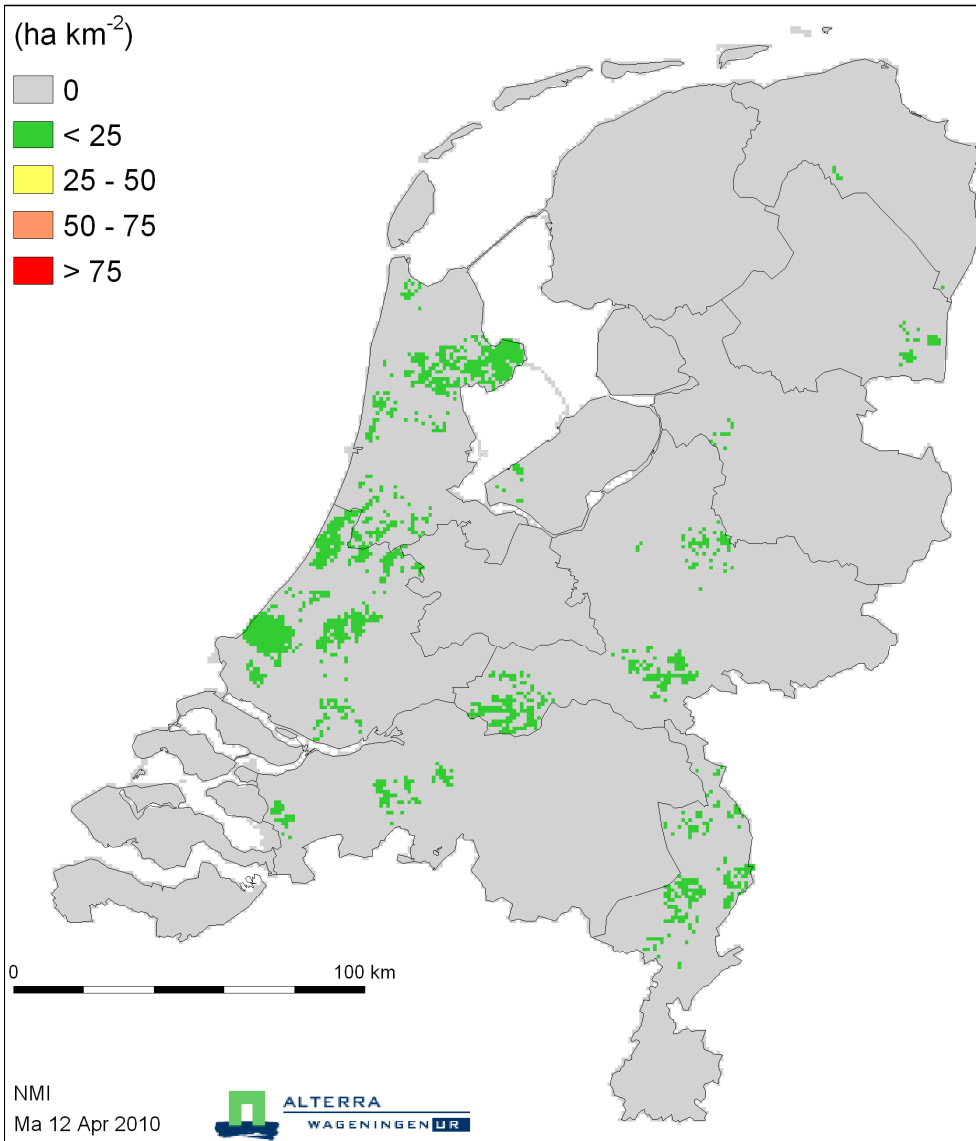 (ha km⁻²)
0
< 25
25 - 50
50 - 75
> 75
0 100 km
NMI
Ma 12 Apr 2010
ALTERRA
WAGENINGEN UR